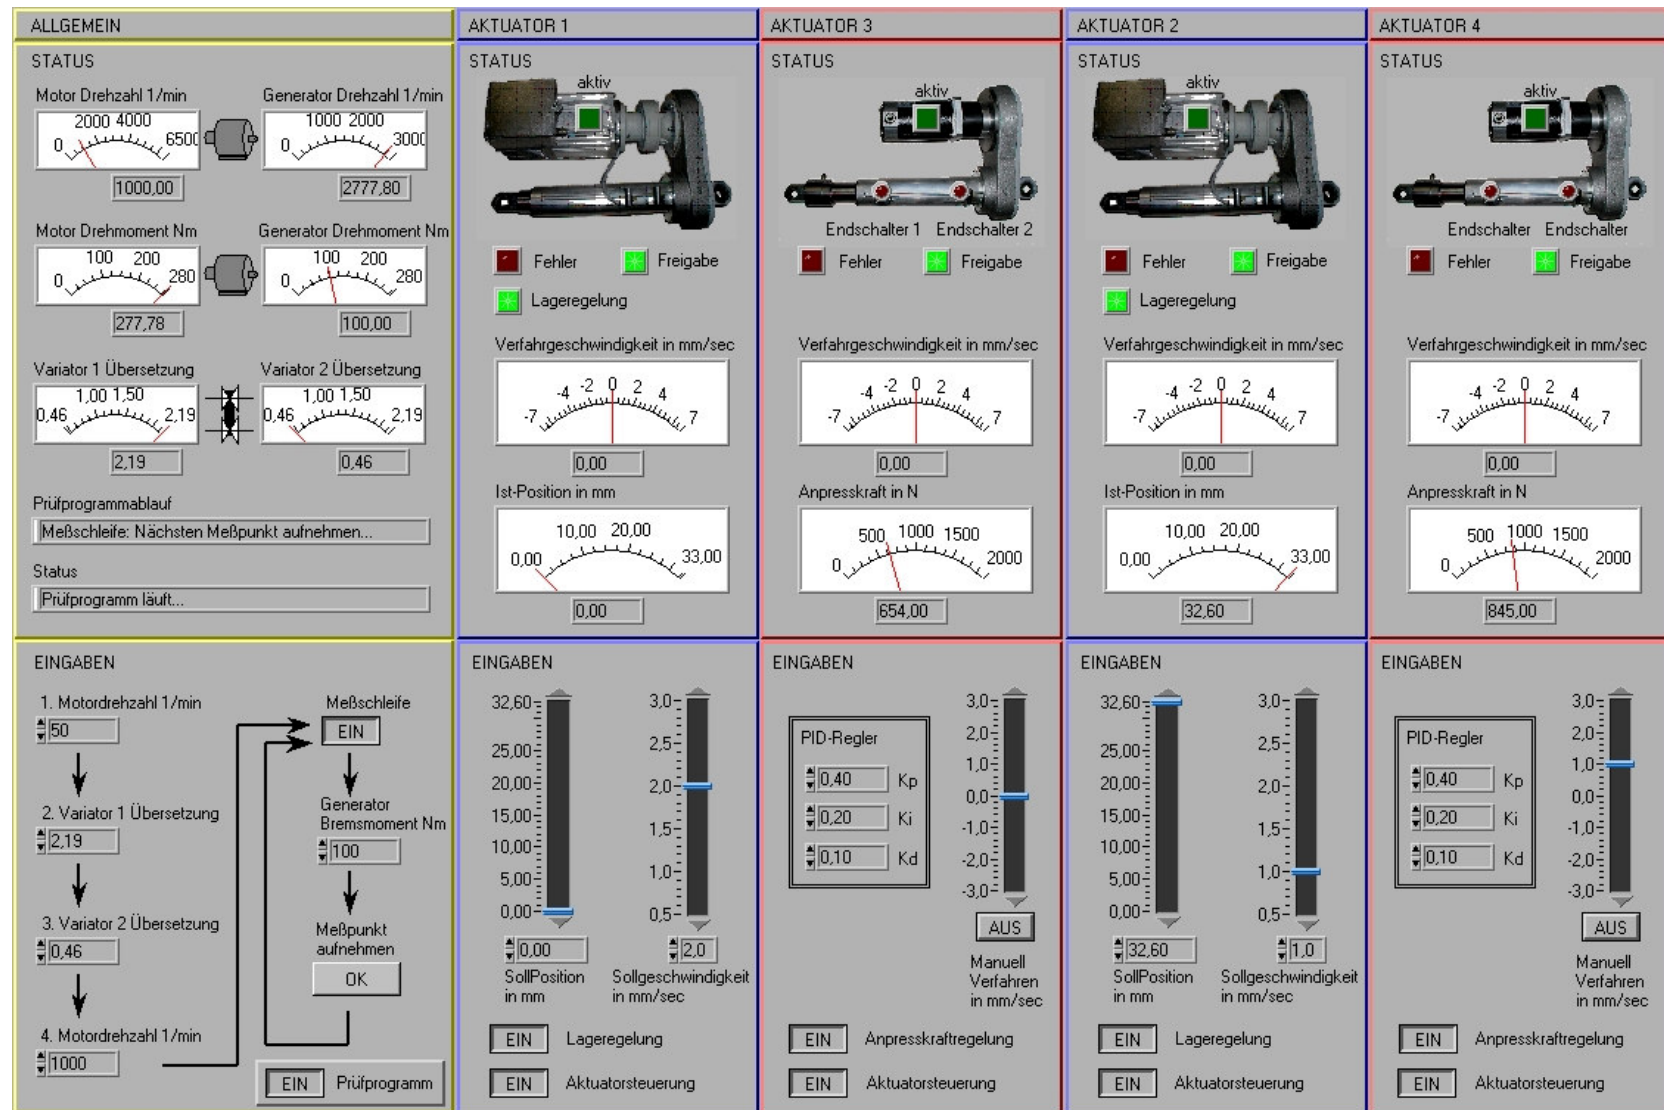 ALLGEMEIN
STATUS
Motor Drehzahl 1/min
Generator Drehzahl 1/min
0 2000 4000 6500
0 1000 2000 3000
1000,00
2777,80
Motor Drehmoment Nm
Generator Drehmoment Nm
0 100 200 280
0 100 200 280
277,78
100,00
Variator 1 Übersetzung
Variator 2 Übersetzung
0,46 1,00 1,50 2,19
0,46 1,00 1,50 2,19
2,19
0,46
Prüfprogrammablauf
Meßschleife: Nächsten Meßpunkt aufnehmen...
Status
Prüfprogramm läuft...
EINGABEN
1. Motordrehzahl 1/min
50
2. Variator 1 Übersetzung
2,19
3. Variator 2 Übersetzung
0,46
4. Motordrehzahl 1/min
1000
Meßschleife
EIN
Generator
Bremsmoment Nm
100
Meßpunkt
aufnehmen
OK
EIN Prüfprogramm
AKTUATOR 1
STATUS
aktiv
Fehler Freigabe
Lageregelung
Verfahrgeschwindigkeit in mm/sec
-7 -4 -2 0 2 4 7
0,00
Ist-Position in mm
0,00 10,00 20,00 33,00
0,00
EINGABEN
32,60
25,00
20,00
15,00
10,00
5,00
0,00
0,00
SollPosition
in mm
3,0
2,5
2,0
1,5
1,0
0,5
2,0
Sollgeschwindigkeit
in mm/sec
EIN Lageregelung
EIN Aktuatorsteuerung
AKTUATOR 3
STATUS
aktiv
Endschalter 1 Endschalter 2
Fehler Freigabe
Verfahrgeschwindigkeit in mm/sec
-7 -4 -2 0 2 4 7
0,00
Anpresskraft in N
0 500 1000 1500 2000
654,00
EINGABEN
PID-Regler
0,40 Kp
0,20 Ki
0,10 Kd
3,0
2,0
1,0
0,0
-1,0
-2,0
-3,0
AUS
Manuell
Verfahren
in mm/sec
EIN Anpresskraftregelung
EIN Aktuatorsteuerung
AKTUATOR 2
STATUS
aktiv
Fehler Freigabe
Lageregelung
Verfahrgeschwindigkeit in mm/sec
-7 -4 -2 0 2 4 7
0,00
Ist-Position in mm
0,00 10,00 20,00 33,00
32,60
EINGABEN
32,60
25,00
20,00
15,00
10,00
5,00
0,00
32,60
SollPosition
in mm
3,0
2,5
2,0
1,5
1,0
0,5
1,0
Sollgeschwindigkeit
in mm/sec
EIN Lageregelung
EIN Aktuatorsteuerung
AKTUATOR 4
STATUS
aktiv
Endschalter Endschalter
Fehler Freigabe
Verfahrgeschwindigkeit in mm/sec
-7 -4 -2 0 2 4 7
0,00
Anpresskraft in N
0 500 1000 1500 2000
845,00
EINGABEN
PID-Regler
0,40 Kp
0,20 Ki
0,10 Kd
3,0
2,0
1,0
0,0
-1,0
-2,0
-3,0
AUS
Manuell
Verfahren
in mm/sec
EIN Anpresskraftregelung
EIN Aktuatorsteuerung